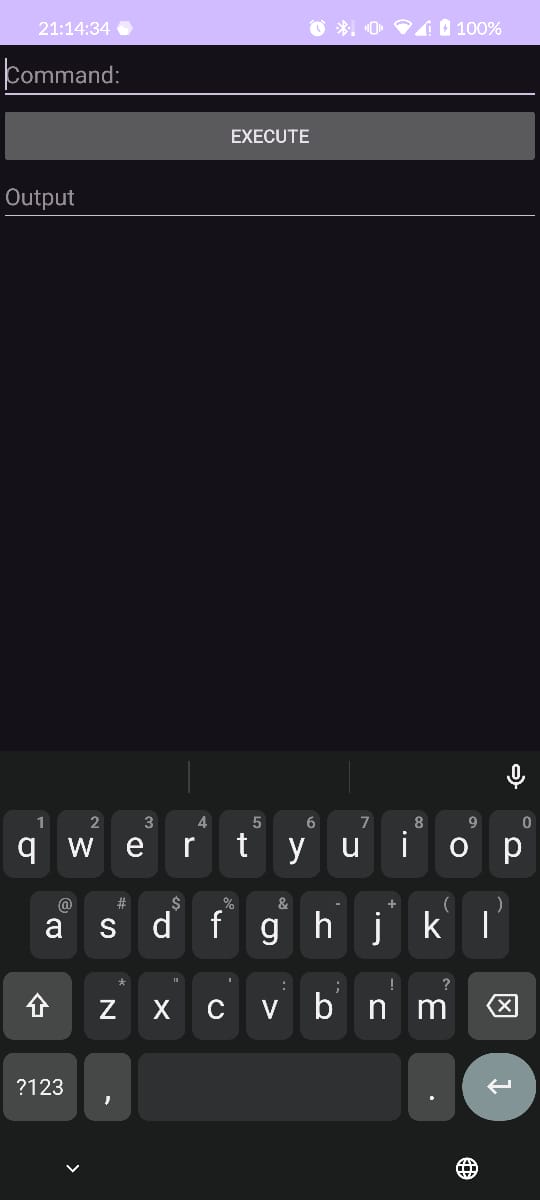 21:14:34 100%
Command:
EXECUTE
Output
1 2 3 4 5 6 7 8 9 0
q w e r t y u i o p
@ # $ % & - + ( )
a s d f g h j k l
* " ' : ; ! ?
z x c v b n m
?123 , .